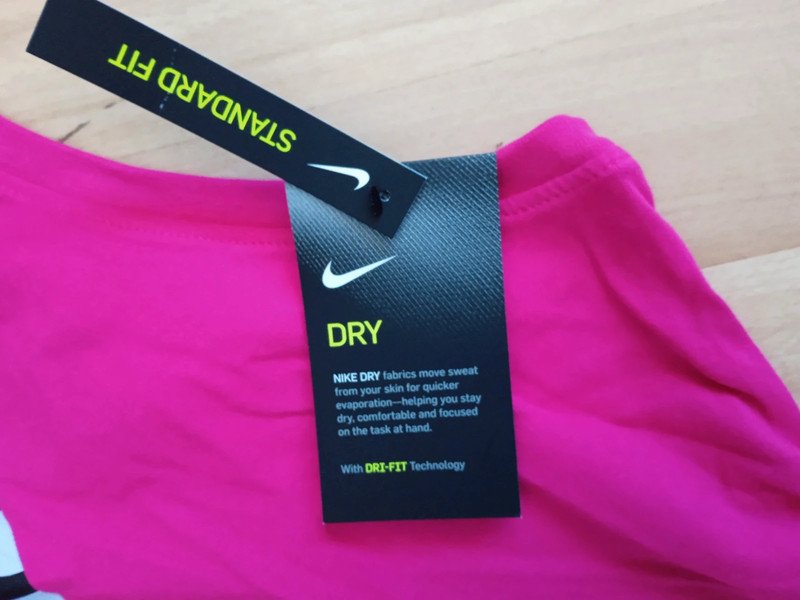 STANDARD FIT
DRY
NIKE DRY fabrics move sweat
from your skin for quicker
evaporation—helping you stay
dry, comfortable and focused
on the task at hand.
With DRI-FIT Technology